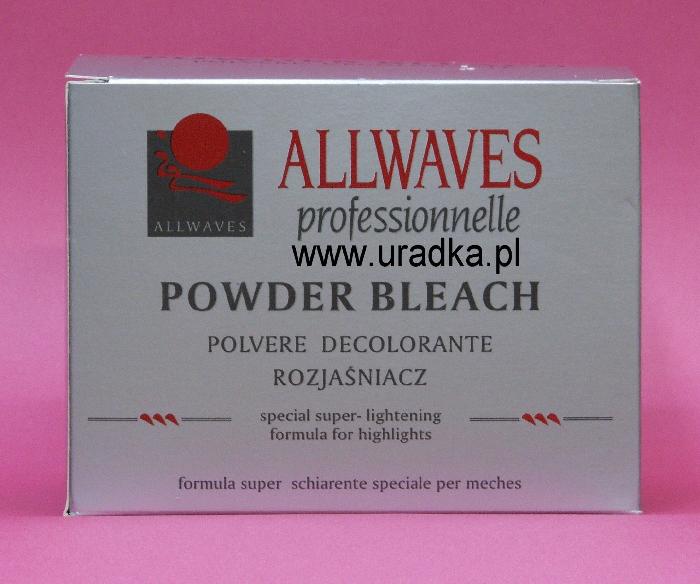 ALLWAVES
ALLWAVES
professionnelle
www.uradka.pl
POWDER BLEACH
POLVERE DECOLORANTE
ROZJAŚNIACZ
special super- lightening
formula for highlights
formula super schiarente speciale per meches